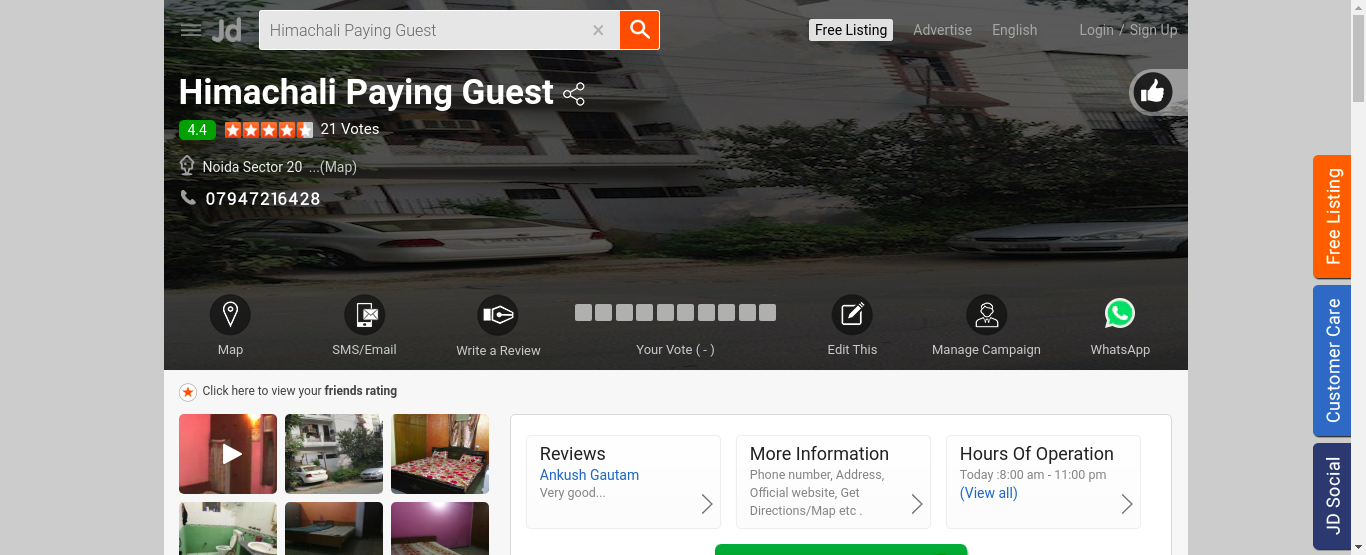 Jd
Himachali Paying Guest
Free Listing
Advertise
English
Login / Sign Up
Himachali Paying Guest
4.4
21 Votes
Noida Sector 20 ...(Map)
07947216428
Map
SMS/Email
Write a Review
Your Vote ( - )
Edit This
Manage Campaign
WhatsApp
Click here to view your friends rating
Reviews
Ankush Gautam
Very good...
More Information
Phone number, Address,
Official website, Get
Directions/Map etc .
Hours Of Operation
Today :8:00 am - 11:00 pm
(View all)
Free Listing
Customer Care
JD Social